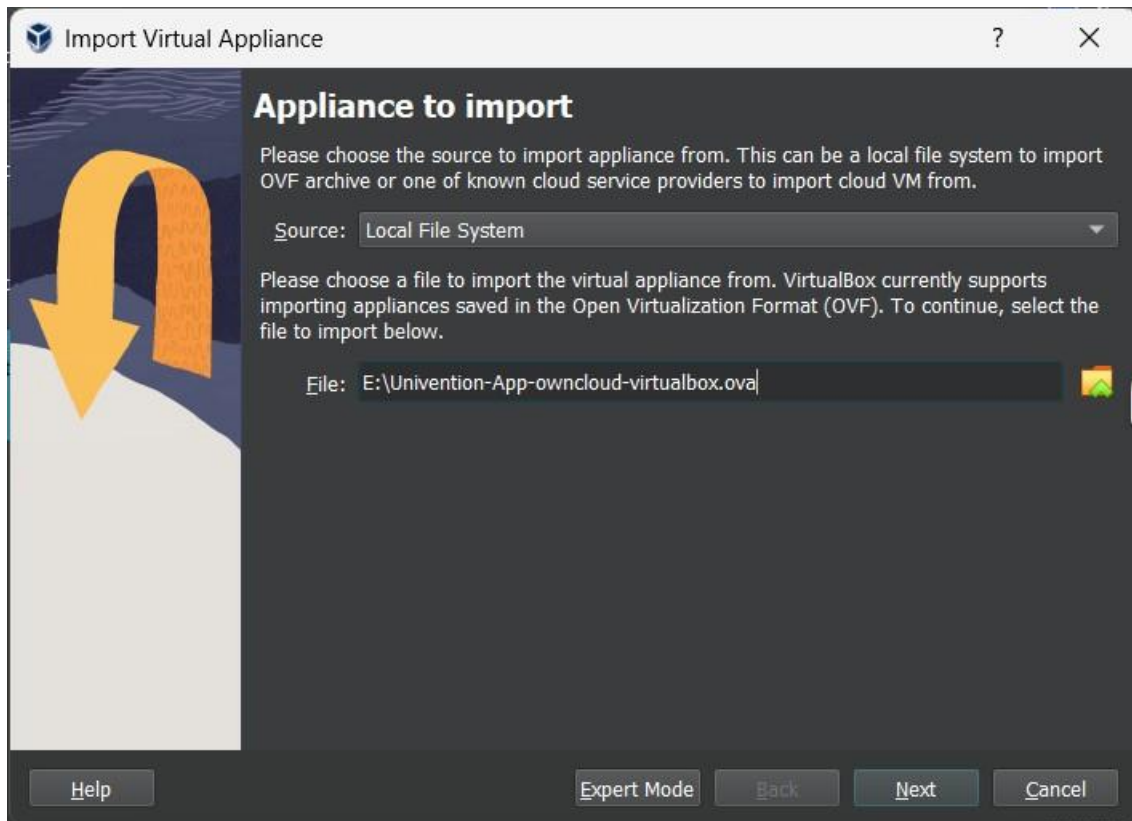 Import Virtual Appliance
?
Appliance to import
Please choose the source to import appliance from. This can be a local file system to import
OVF archive or one of known cloud service providers to import cloud VM from.
Source: Local File System
Please choose a file to import the virtual appliance from. VirtualBox currently supports
importing appliances saved in the Open Virtualization Format (OVF). To continue, select the
file to import below.
File: E:\Univention-App-owncloud-virtualbox.ova
Help Expert Mode Back Next Cancel